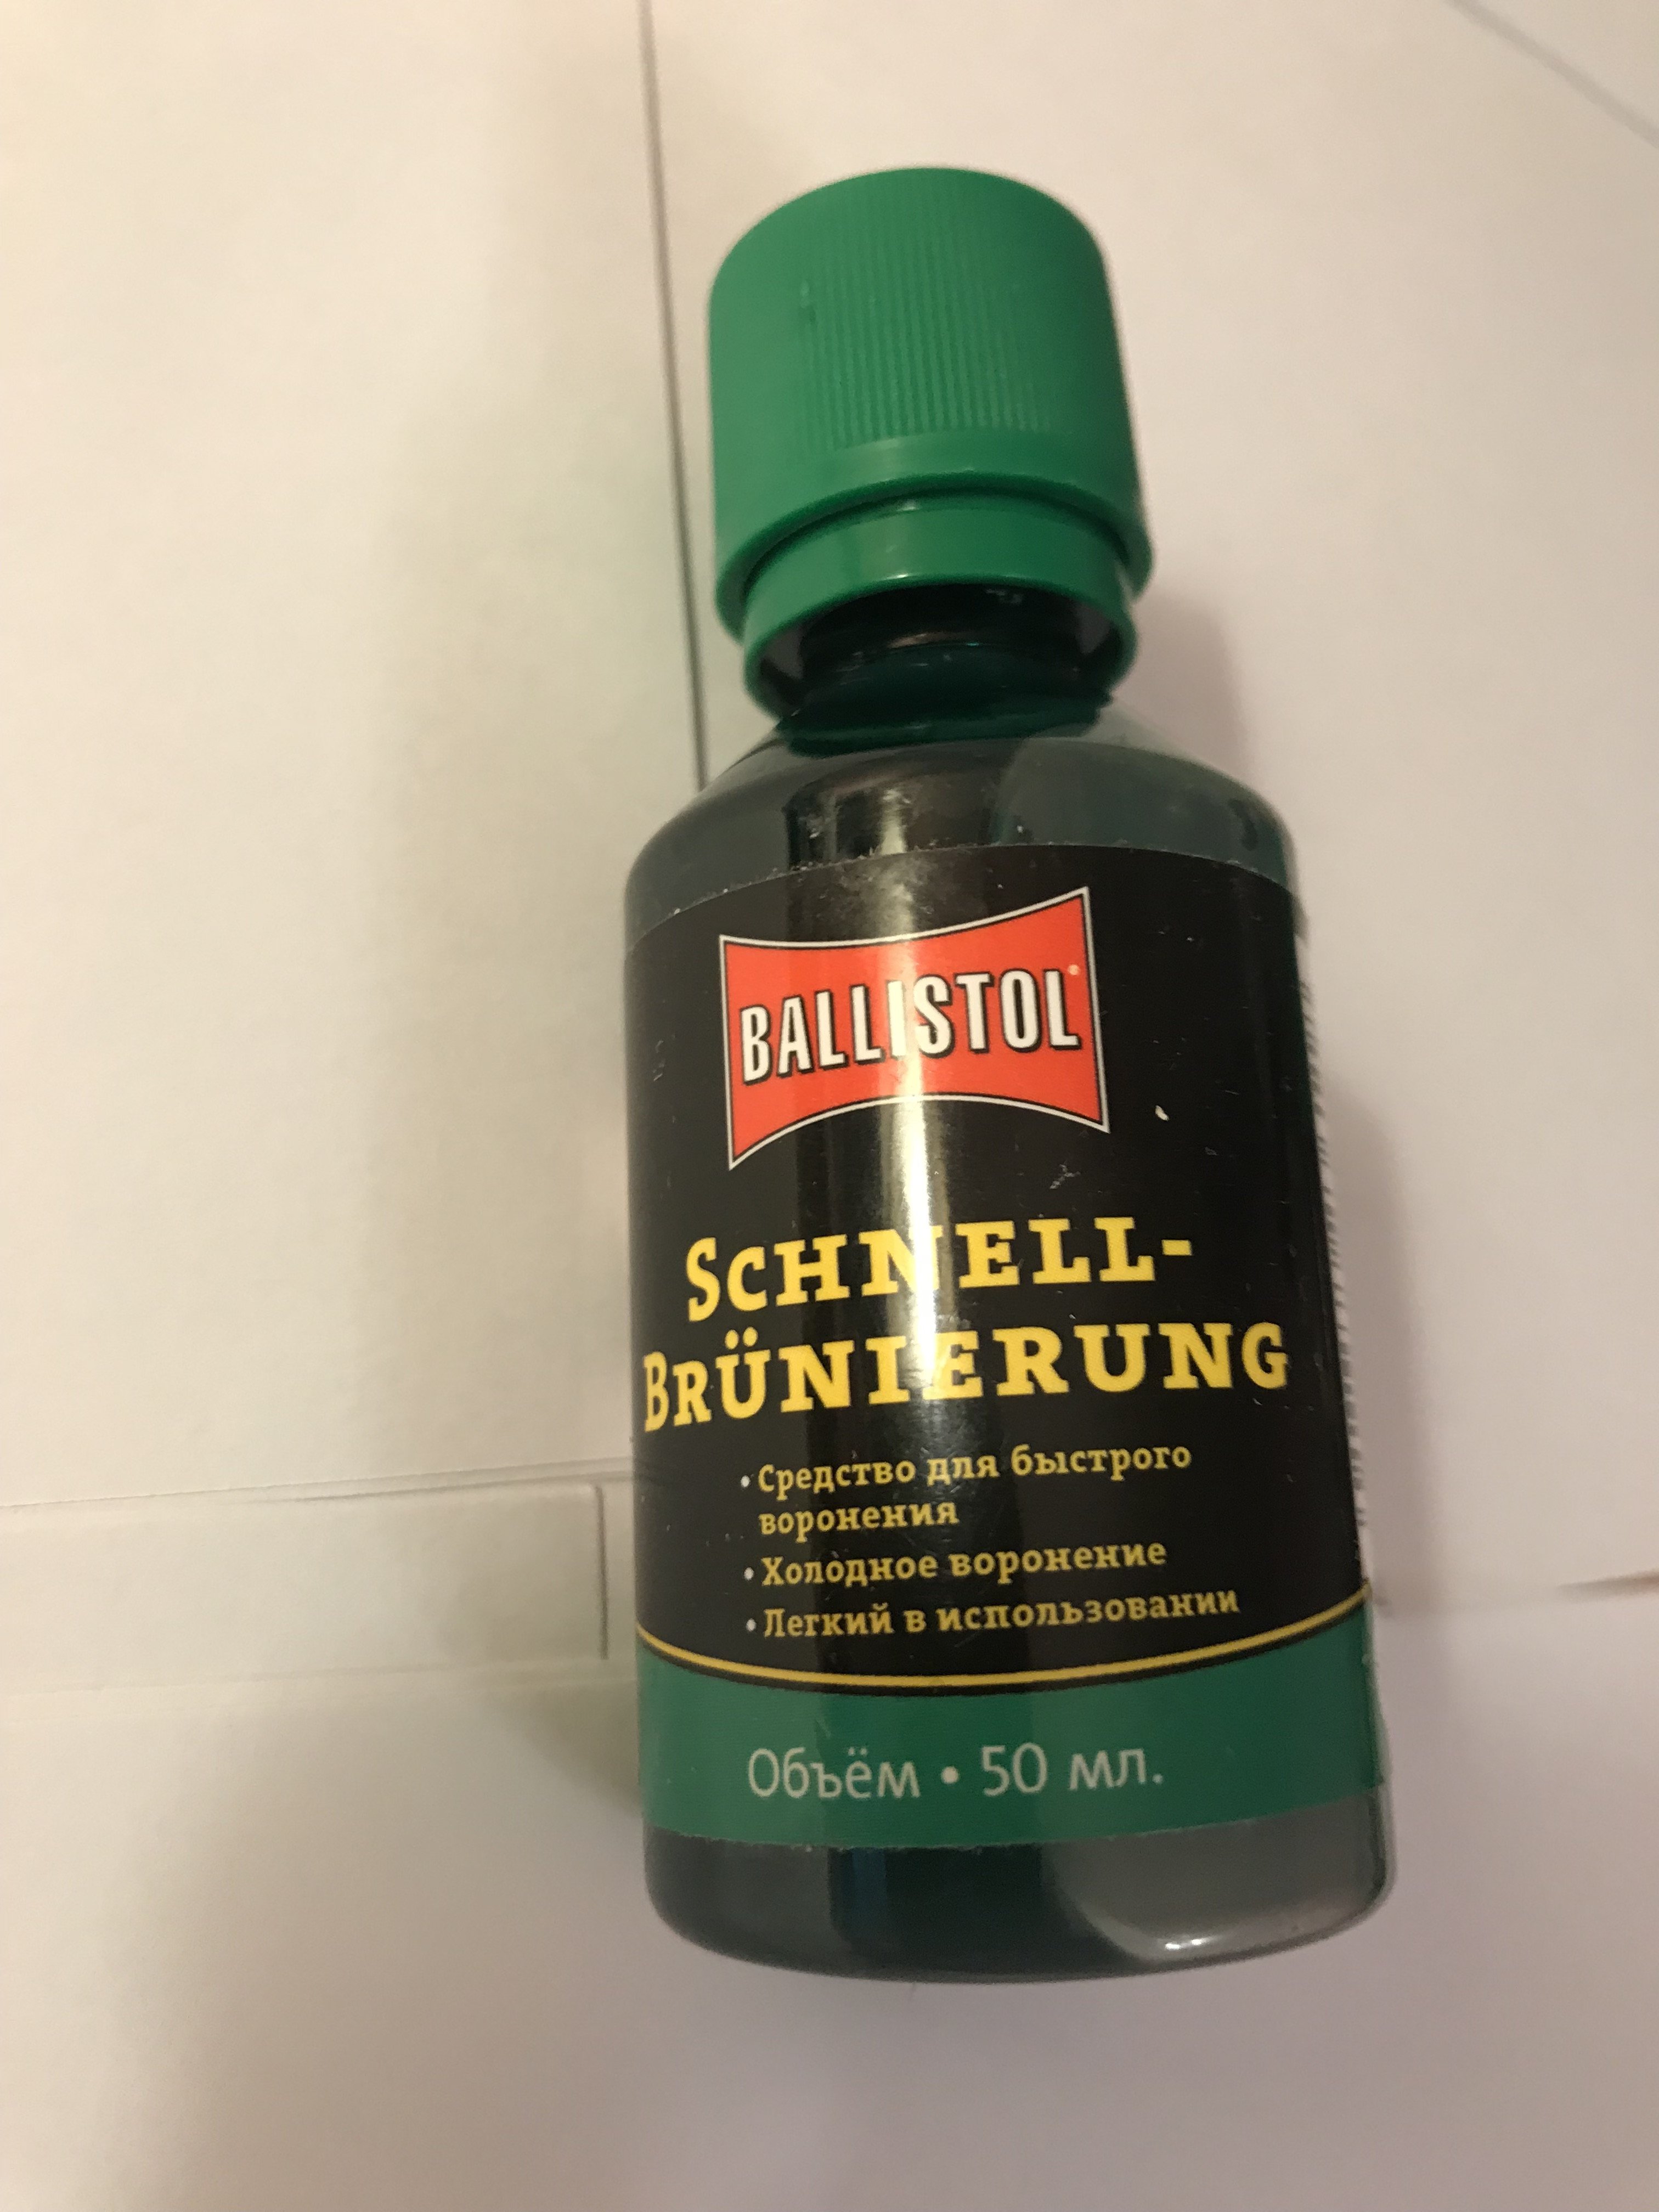 BALLISTOL®
SCHNELL-
BRÜNIERUNG
• Средство для быстрого
воронения
• Холодное воронение
• Легкий в использовании
Объём • 50 мл.